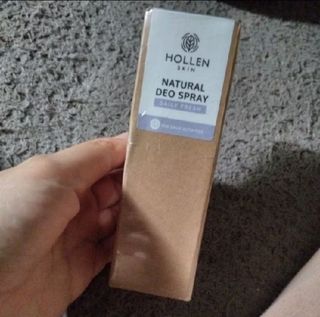 HOLLEN
SKIN
NATURAL
DEO SPRAY
DAILY FRESH